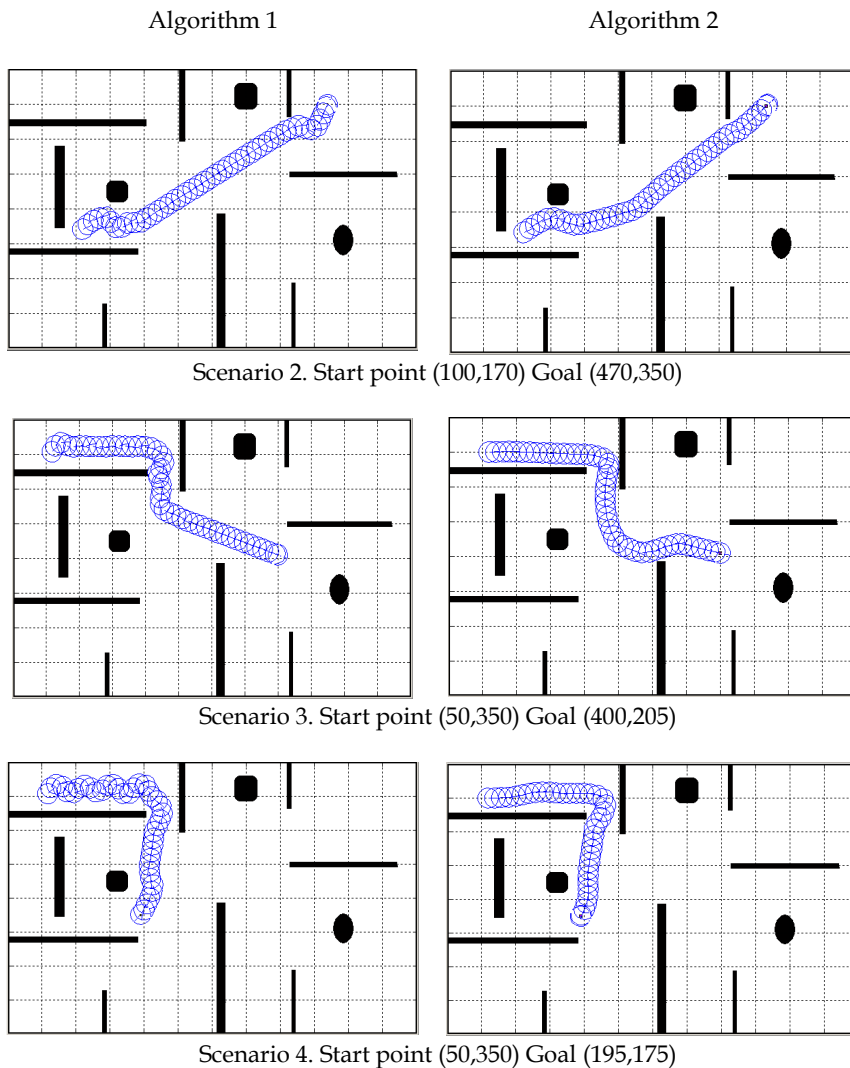 Algorithm 1
Algorithm 2
Scenario 2. Start point (100,170) Goal (470,350)
Scenario 3. Start point (50,350) Goal (400,205)
Scenario 4. Start point (50,350) Goal (195,175)